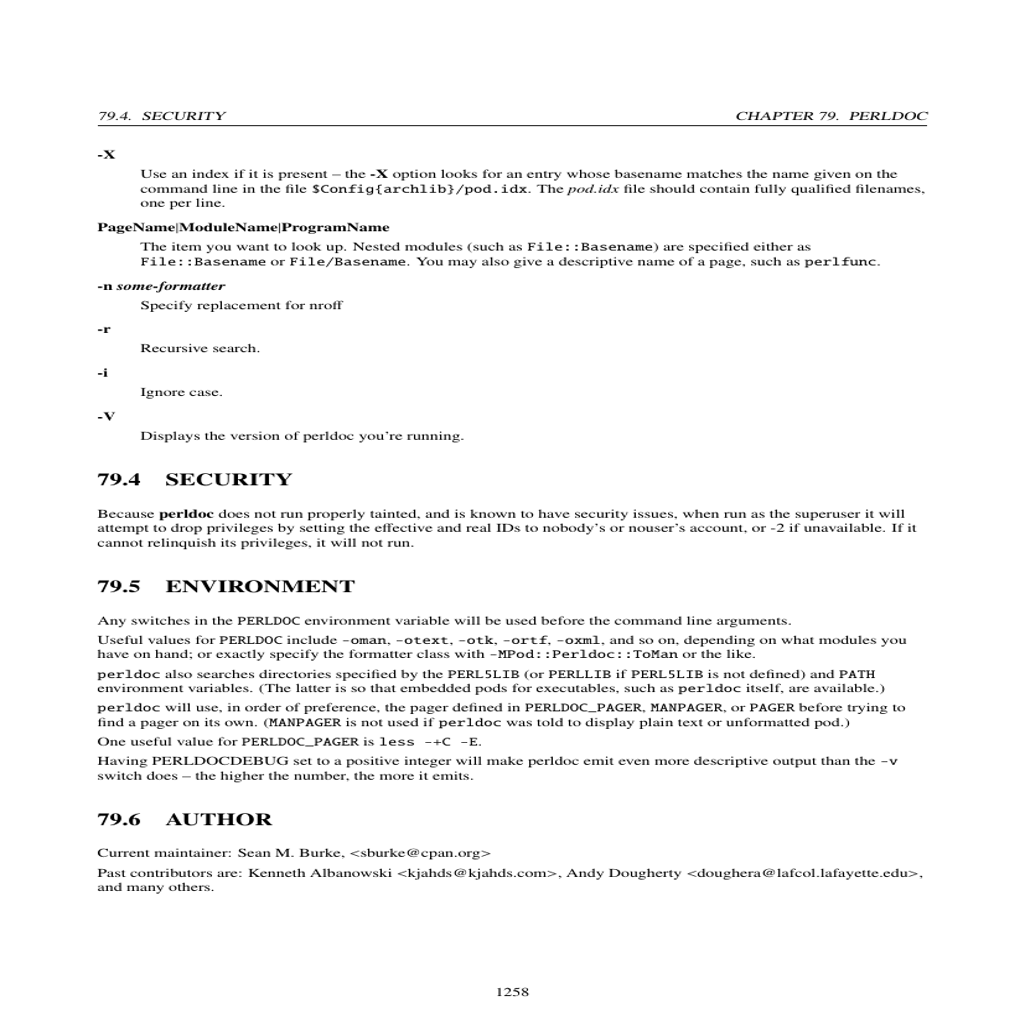 79.4. SECURITY CHAPTER 79. PERLDOC
-X
Use an index if it is present – the -X option looks for an entry whose basename matches the name given on the
command line in the file $Config{archlib}/pod.idx. The pod.idx file should contain fully qualified filenames,
one per line.
PageName|ModuleName|ProgramName
The item you want to look up. Nested modules (such as File::Basename) are specified either as
File::Basename or File/Basename. You may also give a descriptive name of a page, such as perlfunc.
-n some-formatter
Specify replacement for nroff
-r
Recursive search.
-i
Ignore case.
-V
Displays the version of perldoc you're running.
79.4 SECURITY
Because perldoc does not run properly tainted, and is known to have security issues, when run as the superuser it will
attempt to drop privileges by setting the effective and real IDs to nobody's or nouser's account, or -2 if unavailable. If it
cannot relinquish its privileges, it will not run.
79.5 ENVIRONMENT
Any switches in the PERLDOC environment variable will be used before the command line arguments.
Useful values for PERLDOC include -oman, -otext, -otk, -ortf, -oxml, and so on, depending on what modules you
have on hand; or exactly specify the formatter class with -MPod::Perldoc::ToMan or the like.
perldoc also searches directories specified by the PERL5LIB (or PERLLIB if PERL5LIB is not defined) and PATH
environment variables. (The latter is so that embedded pods for executables, such as perldoc itself, are available.)
perldoc will use, in order of preference, the pager defined in PERLDOC_PAGER, MANPAGER, or PAGER before trying to
find a pager on its own. (MANPAGER is not used if perldoc was told to display plain text or unformatted pod.)
One useful value for PERLDOC_PAGER is less -+C -E.
Having PERLDOCDEBUG set to a positive integer will make perldoc emit even more descriptive output than the -v
switch does – the higher the number, the more it emits.
79.6 AUTHOR
Current maintainer: Sean M. Burke, <sburke@cpan.org>
Past contributors are: Kenneth Albanowski <kjahds@kjahds.com>, Andy Dougherty <doughera@lafcol.lafayette.edu>,
and many others.
1258